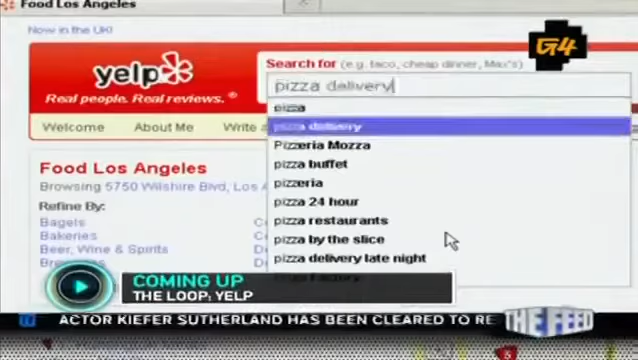 Food Los Angeles
Now in the UK!
G4
yelp
Real people. Real reviews.
Search for (e.g. taco, cheap dinner, Max's)
pizza delivery
pizza
pizza delivery
Pizzeria Mozza
pizza buffet
pizzeria
pizza 24 hour
pizza restaurants
pizza by the slice
pizza delivery late night
Welcome About Me Write
Food Los Angeles
Browsing 5750 Wilshire Blvd, Los A
Refine By:
Bagels
Bakeries
Beer, Wine & Spirits
COMING UP
THE LOOP: YELP
ACTOR KIEFER SUTHERLAND HAS BEEN CLEARED TO RE
THE FEED